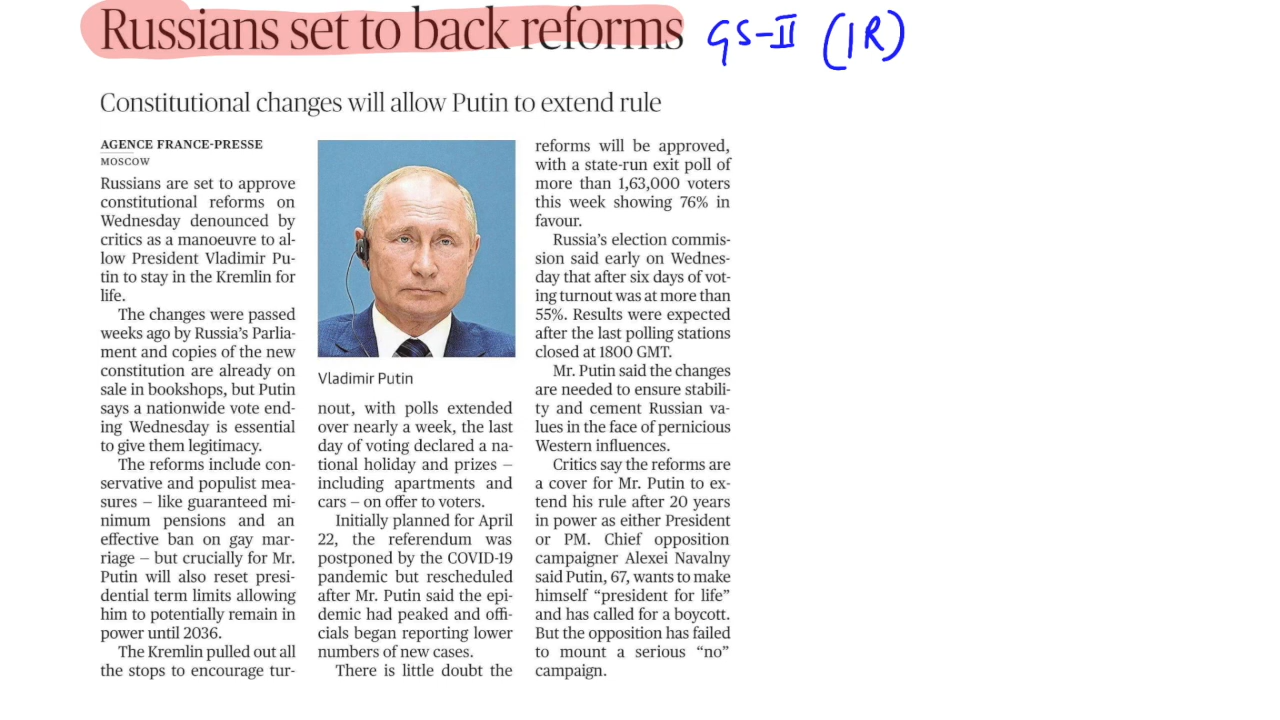 Russians set to back reforms GS-II (IR)
Constitutional changes will allow Putin to extend rule
AGENCE FRANCE-PRESSE
MOSCOW
Russians are set to approve
constitutional reforms on
Wednesday denounced by
critics as a manoeuvre to al-
low President Vladimir Pu-
tin to stay in the Kremlin for
life.
The changes were passed
weeks ago by Russia's Parlia-
ment and copies of the new
constitution are already on
sale in bookshops, but Putin
says a nationwide vote end-
ing Wednesday is essential
to give them legitimacy.
The reforms include con-
servative and populist mea-
sures – like guaranteed mi-
nimum pensions and an
effective ban on gay mar-
riage – but crucially for Mr.
Putin will also reset presi-
dential term limits allowing
him to potentially remain in
power until 2036.
The Kremlin pulled out all
the stops to encourage tur-
Vladimir Putin
nout, with polls extended
over nearly a week, the last
day of voting declared a na-
tional holiday and prizes –
including apartments and
cars – on offer to voters.
Initially planned for April
22, the referendum was
postponed by the COVID-19
pandemic but rescheduled
after Mr. Putin said the epi-
demic had peaked and offi-
cials began reporting lower
numbers of new cases.
There is little doubt the
reforms will be approved,
with a state-run exit poll of
more than 1,63,000 voters
this week showing 76% in
favour.
Russia's election commis-
sion said early on Wednes-
day that after six days of vot-
ing turnout was at more than
55%. Results were expected
after the last polling stations
closed at 1800 GMT.
Mr. Putin said the changes
are needed to ensure stabili-
ty and cement Russian va-
lues in the face of pernicious
Western influences.
Critics say the reforms are
a cover for Mr. Putin to ex-
tend his rule after 20 years
in power as either President
or PM. Chief opposition
campaigner Alexei Navalny
said Putin, 67, wants to make
himself "president for life"
and has called for a boycott.
But the opposition has failed
to mount a serious "no"
campaign.